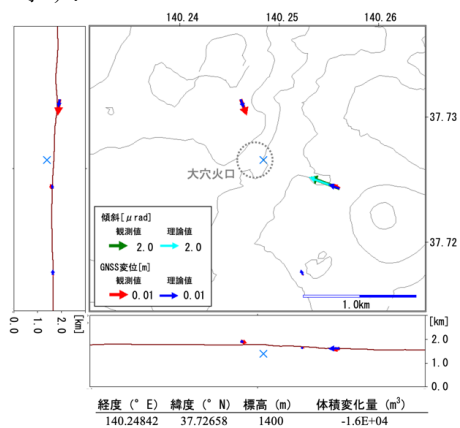 140.24 140.25 140.26
37.73
37.72
大穴火口
傾斜[μrad]
観測値 理論値
2.0 2.0
GNSS変位[m]
観測値 理論値
0.01 0.01
1.0km
0.0 1.0 2.0 [km]
[km]
2.0
1.0
0.0
経度 (°E) 緯度 (°N) 標高 (m) 体積変化量 (m³)
140.24842 37.72658 1400 -1.6E+04